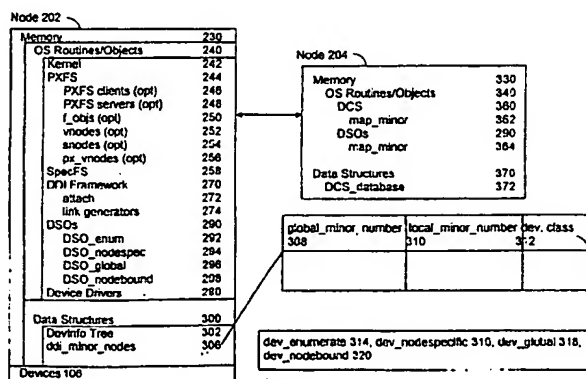 Node 202
Memory 230
OS Routines/Objects 240
Kernel 242
PXFS 244
PXFS clients (opt) 246
PXFS servers (opt) 248
f_objs (opt) 250
vnodes (opt) 252
snodes (opt) 254
px_vnodes (opt) 256
SpecFS 258
DDI Framework 270
attach 272
link generators 274
DSOs 290
DSO_enum 292
DSO_nodespec 294
DSO_global 296
DSO_nodebound 298
Device Drivers 280
Data Structures 300
DevInfo Tree 302
ddi_minor_nodes 306
Devices 106
Node 204
Memory 330
OS Routines/Objects 340
DCS 360
map_minor 362
DSOs 290
map_minor 364
Data Structures 370
DCS_database 372
global_minor_number 308
local_minor_number 310
dev. class 312
dev_enumerate 314, dev_nodespecific 316, dev_global 318,
dev_nodebound 320